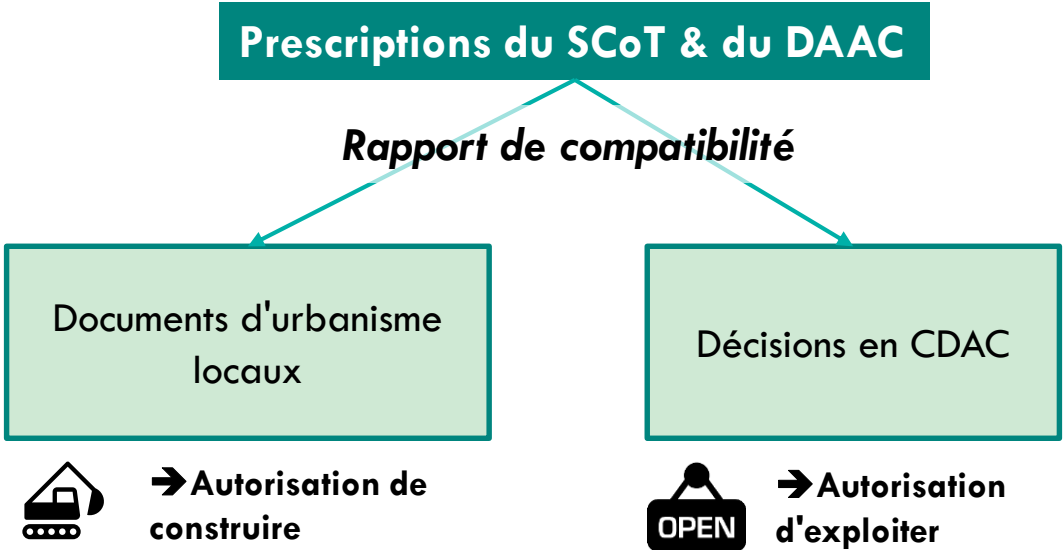 Prescriptions du SCoT & du DAAC
Rapport de compatibilité
Documents d'urbanisme
locaux
Décisions en CDAC
➔Autorisation de
construire
OPEN
➔Autorisation
d'exploiter